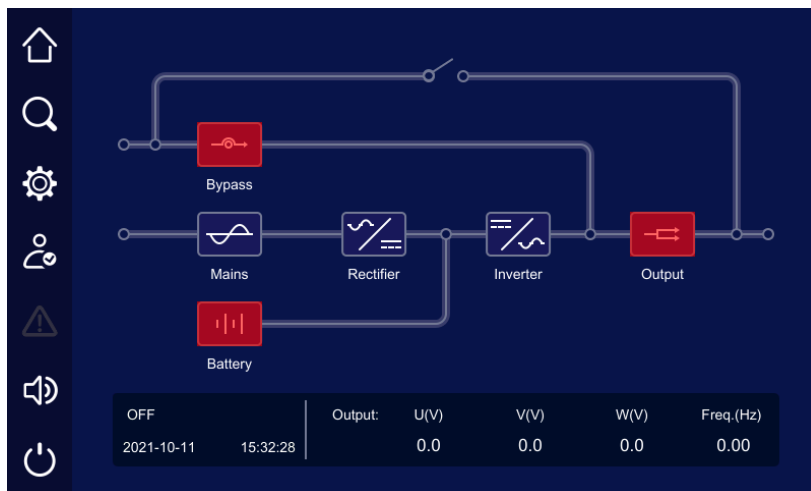 Bypass
Mains Rectifier Inverter Output
Battery
OFF Output: U(V) V(V) W(V) Freq.(Hz)
2021-10-11 15:32:28 0.0 0.0 0.0 0.00